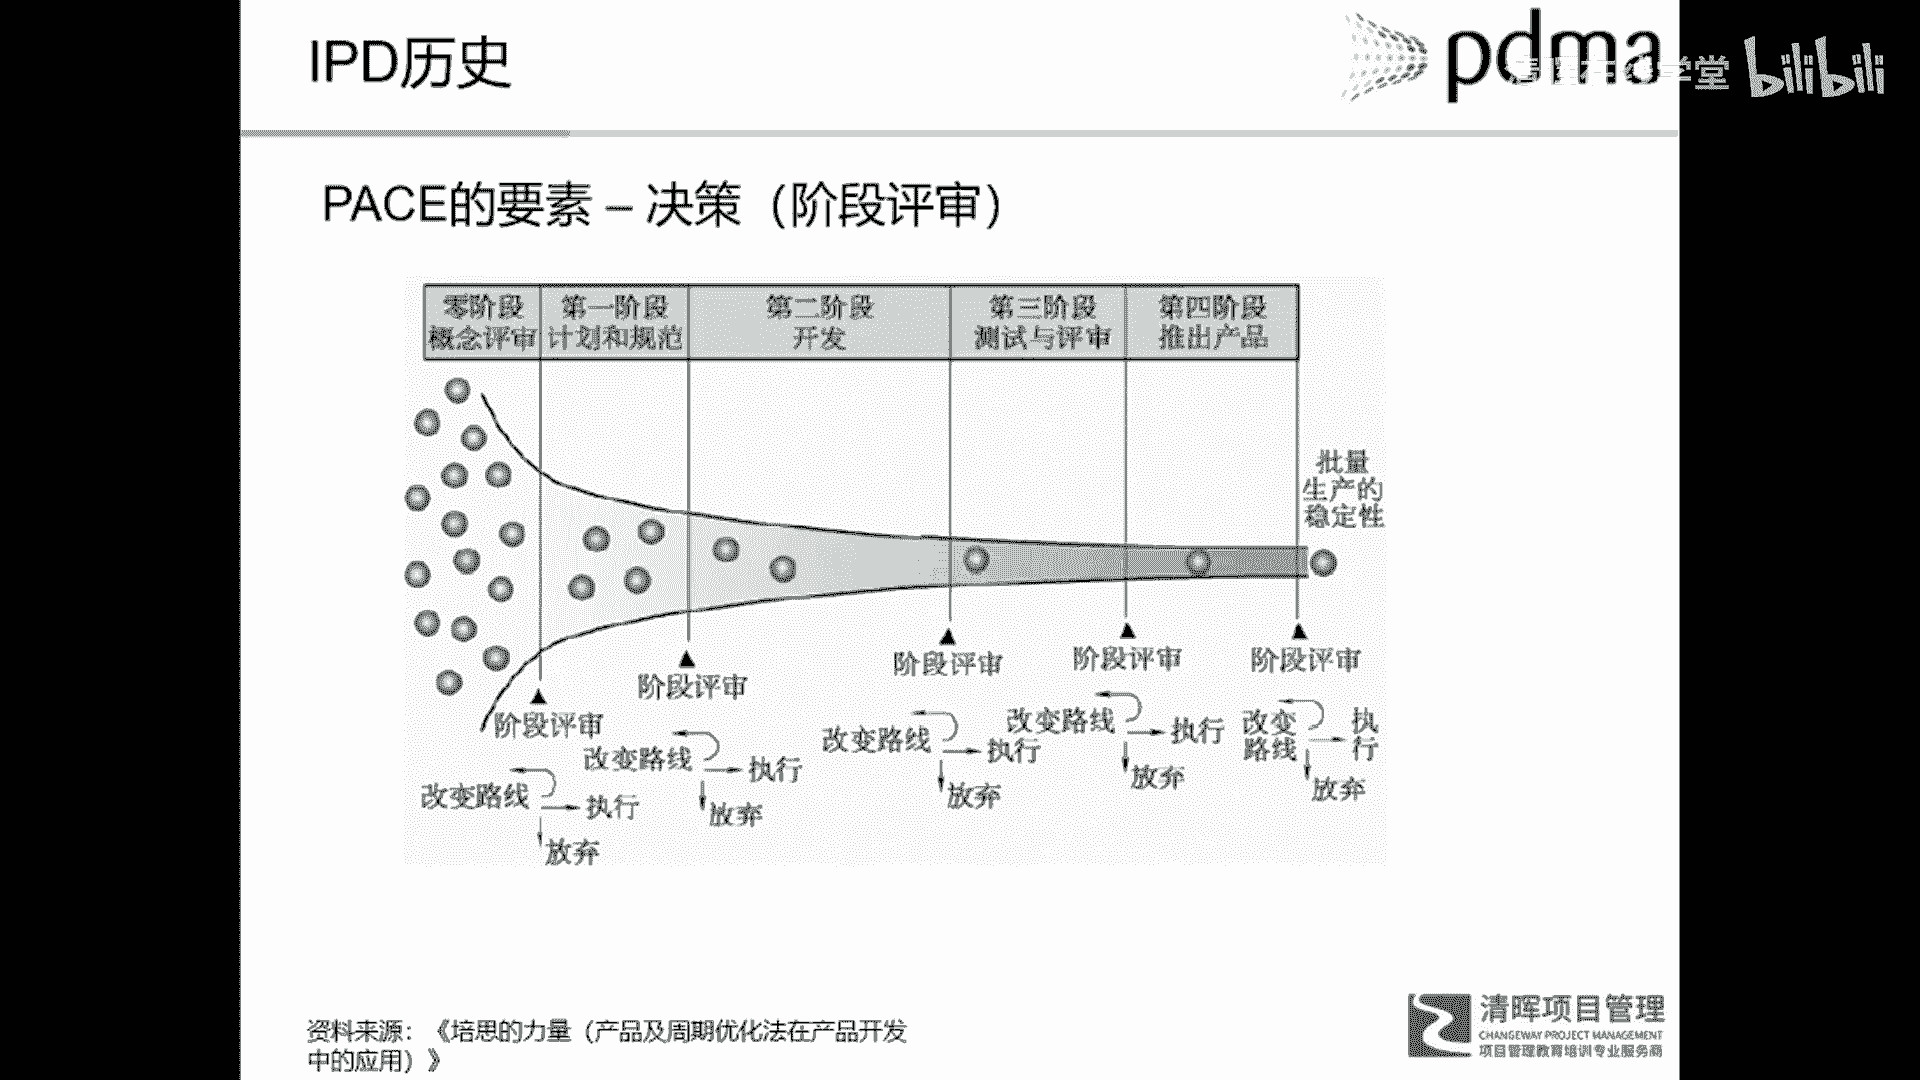 IPD历史
pdma
清晖在线学堂 bilibili
PACE的要素 – 决策（阶段评审）
零阶段 第一阶段 第二阶段 第三阶段 第四阶段
概念评审 计划和规范 开发 测试与评审 推出产品
批量
生产的
稳定性
阶段评审
改变路线
执行
放弃
阶段评审
改变路线
执行
放弃
阶段评审
改变路线
执行
放弃
阶段评审
改变路线
执行
放弃
阶段评审
改变
路线
执
行
放弃
资料来源：《培思的力量（产品及周期优化法在产品开发
中的应用）》
清晖项目管理
CHANGEWAY PROJECT MANAGEMENT
项目管理教育培训专业服务商